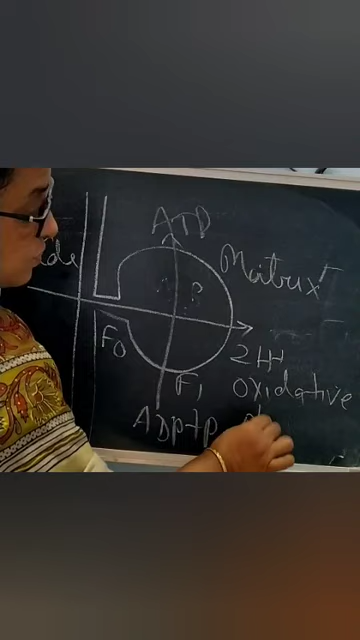 ATP
Matrix
F0
2H+
F1
oxidative
ADP+P